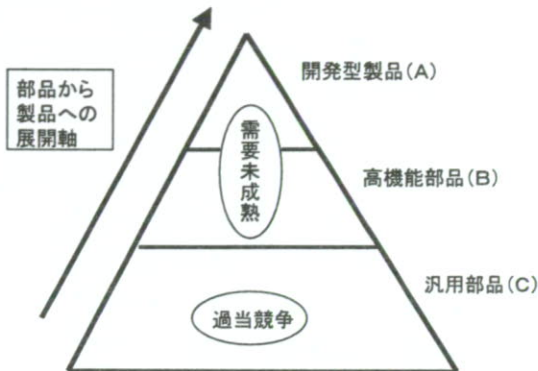 開発型製品(A)
部品から
製品への
展開軸
需要未成熟
高機能部品(B)
汎用部品(C)
過当競争